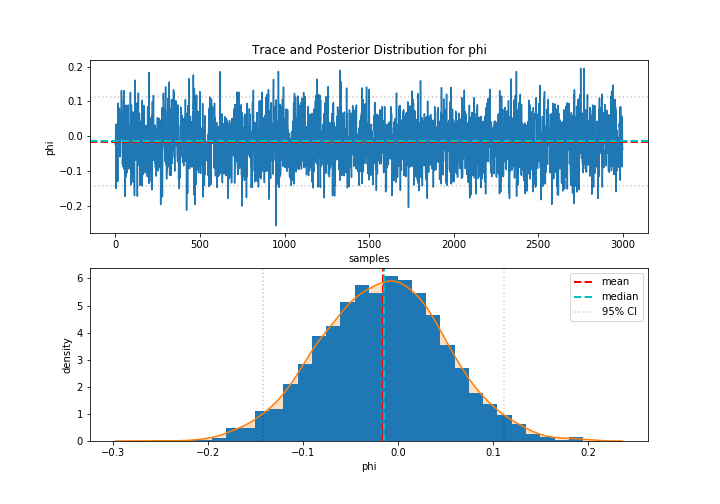 Trace and Posterior Distribution for phi
0.2
0.1
0.0
−0.1
−0.2
phi
0 500 1000 1500 2000 2500 3000
samples
6
5
4
3
2
1
0
density
mean
median
95% CI
−0.3 −0.2 −0.1 0.0 0.1 0.2
phi